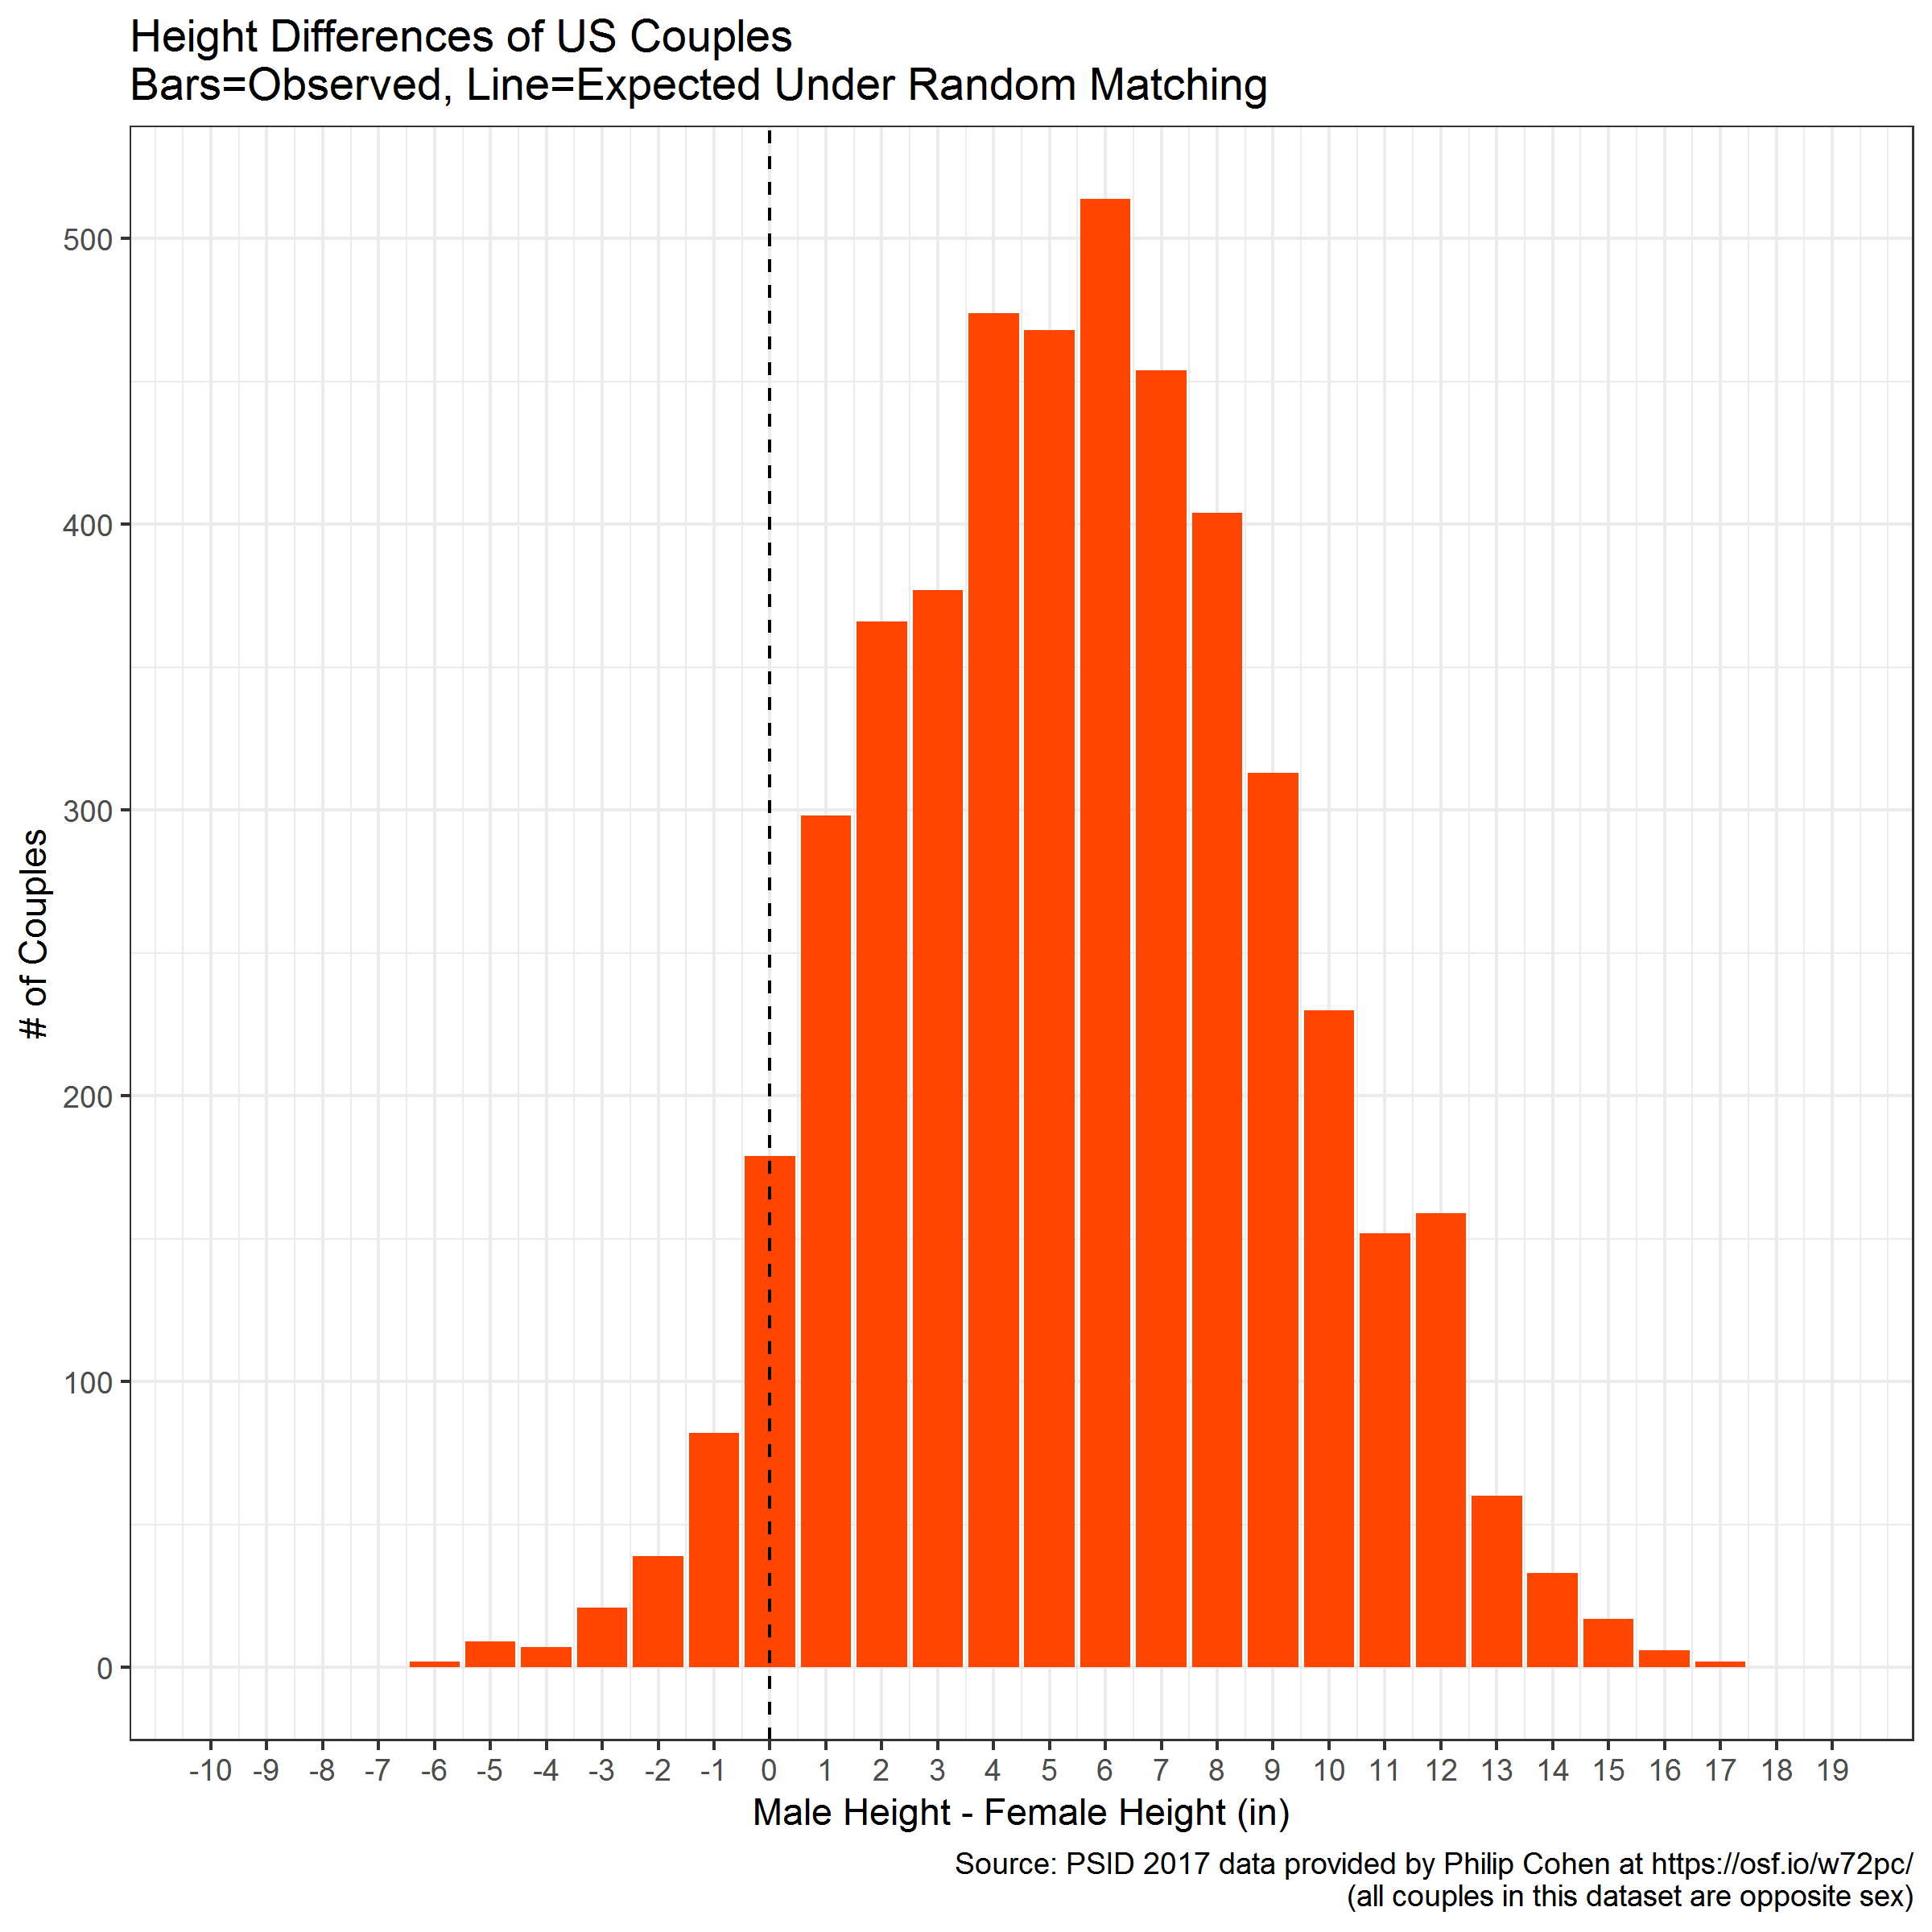 Height Differences of US Couples
Bars=Observed, Line=Expected Under Random Matching
# of Couples
500
400
300
200
100
0
-10 -9 -8 -7 -6 -5 -4 -3 -2 -1 0 1 2 3 4 5 6 7 8 9 10 11 12 13 14 15 16 17 18 19
Male Height - Female Height (in)
Source: PSID 2017 data provided by Philip Cohen at https://osf.io/w72pc/
(all couples in this dataset are opposite sex)